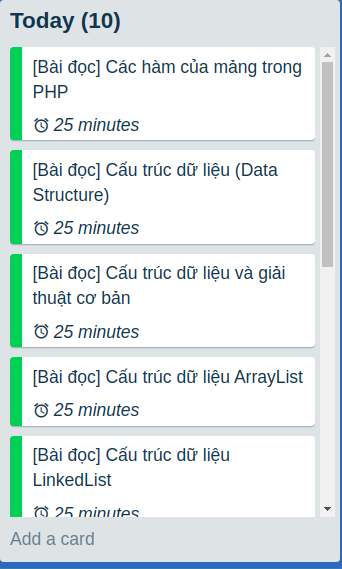 Today (10)
[Bài đọc] Các hàm của mảng trong
PHP
25 minutes
[Bài đọc] Cấu trúc dữ liệu (Data
Structure)
25 minutes
[Bài đọc] Cấu trúc dữ liệu và giải
thuật cơ bản
25 minutes
[Bài đọc] Cấu trúc dữ liệu ArrayList
25 minutes
[Bài đọc] Cấu trúc dữ liệu
LinkedList
25 minutes
Add a card